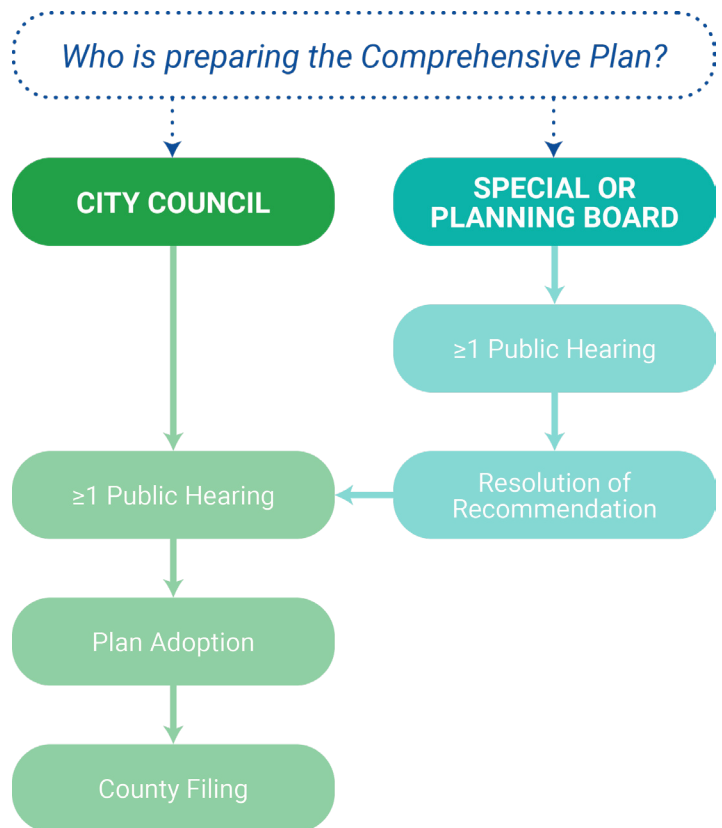 Who is preparing the Comprehensive Plan?
CITY COUNCIL
SPECIAL OR
PLANNING BOARD
≥1 Public Hearing
≥1 Public Hearing
Resolution of
Recommendation
Plan Adoption
County Filing